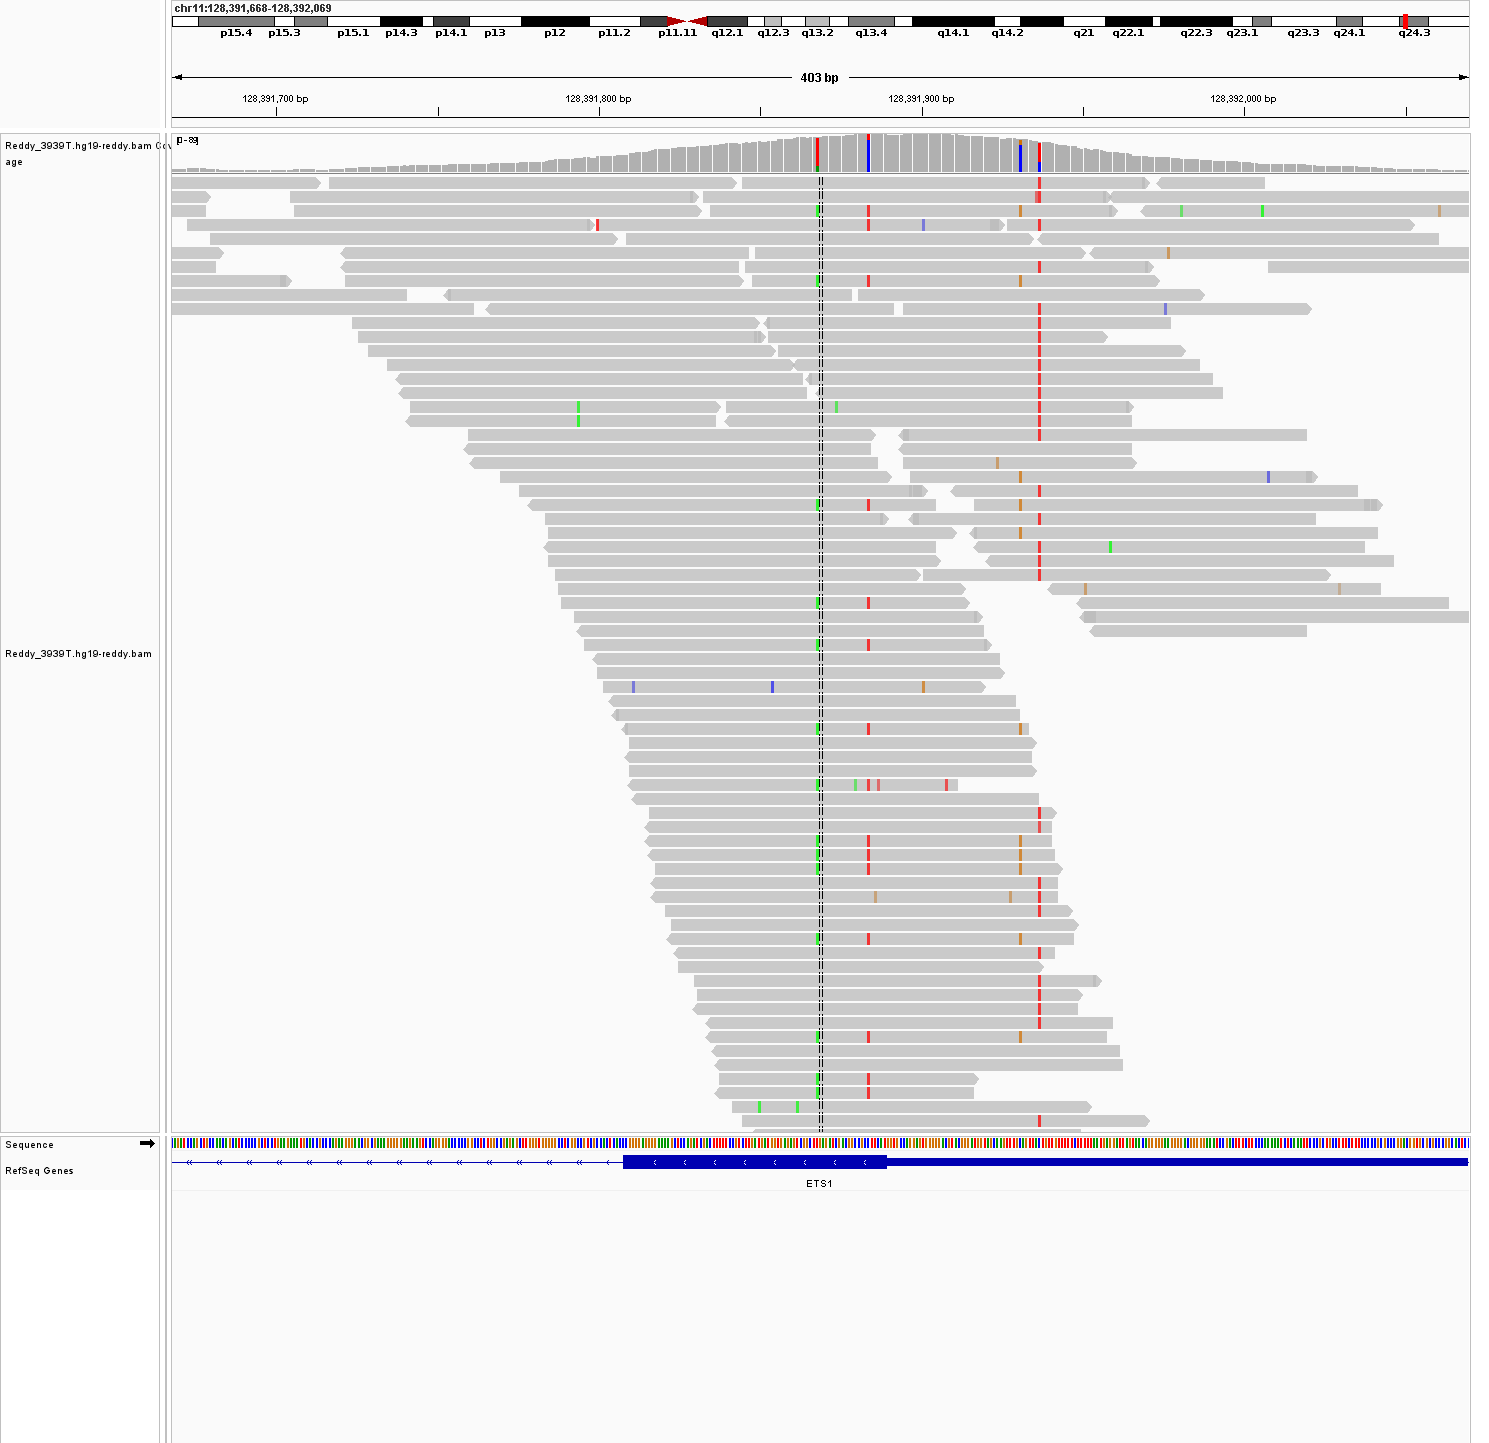 chr11:128,391,668-128,392,069
p15.4 p15.3 p15.1 p14.3 p14.1 p13 p12 p11.2 p11.11 q12.1 q12.3 q13.2 q13.4 q14.1 q14.2 q21 q22.1 q22.3 q23.1 q23.3 q24.1 q24.3
403 bp
128,391,700 bp 128,391,800 bp 128,391,900 bp 128,392,000 bp
Reddy_3939T.hg19-reddy.bam Cov
age
[0 - 89]
Reddy_3939T.hg19-reddy.bam
Sequence
RefSeq Genes
ETS1